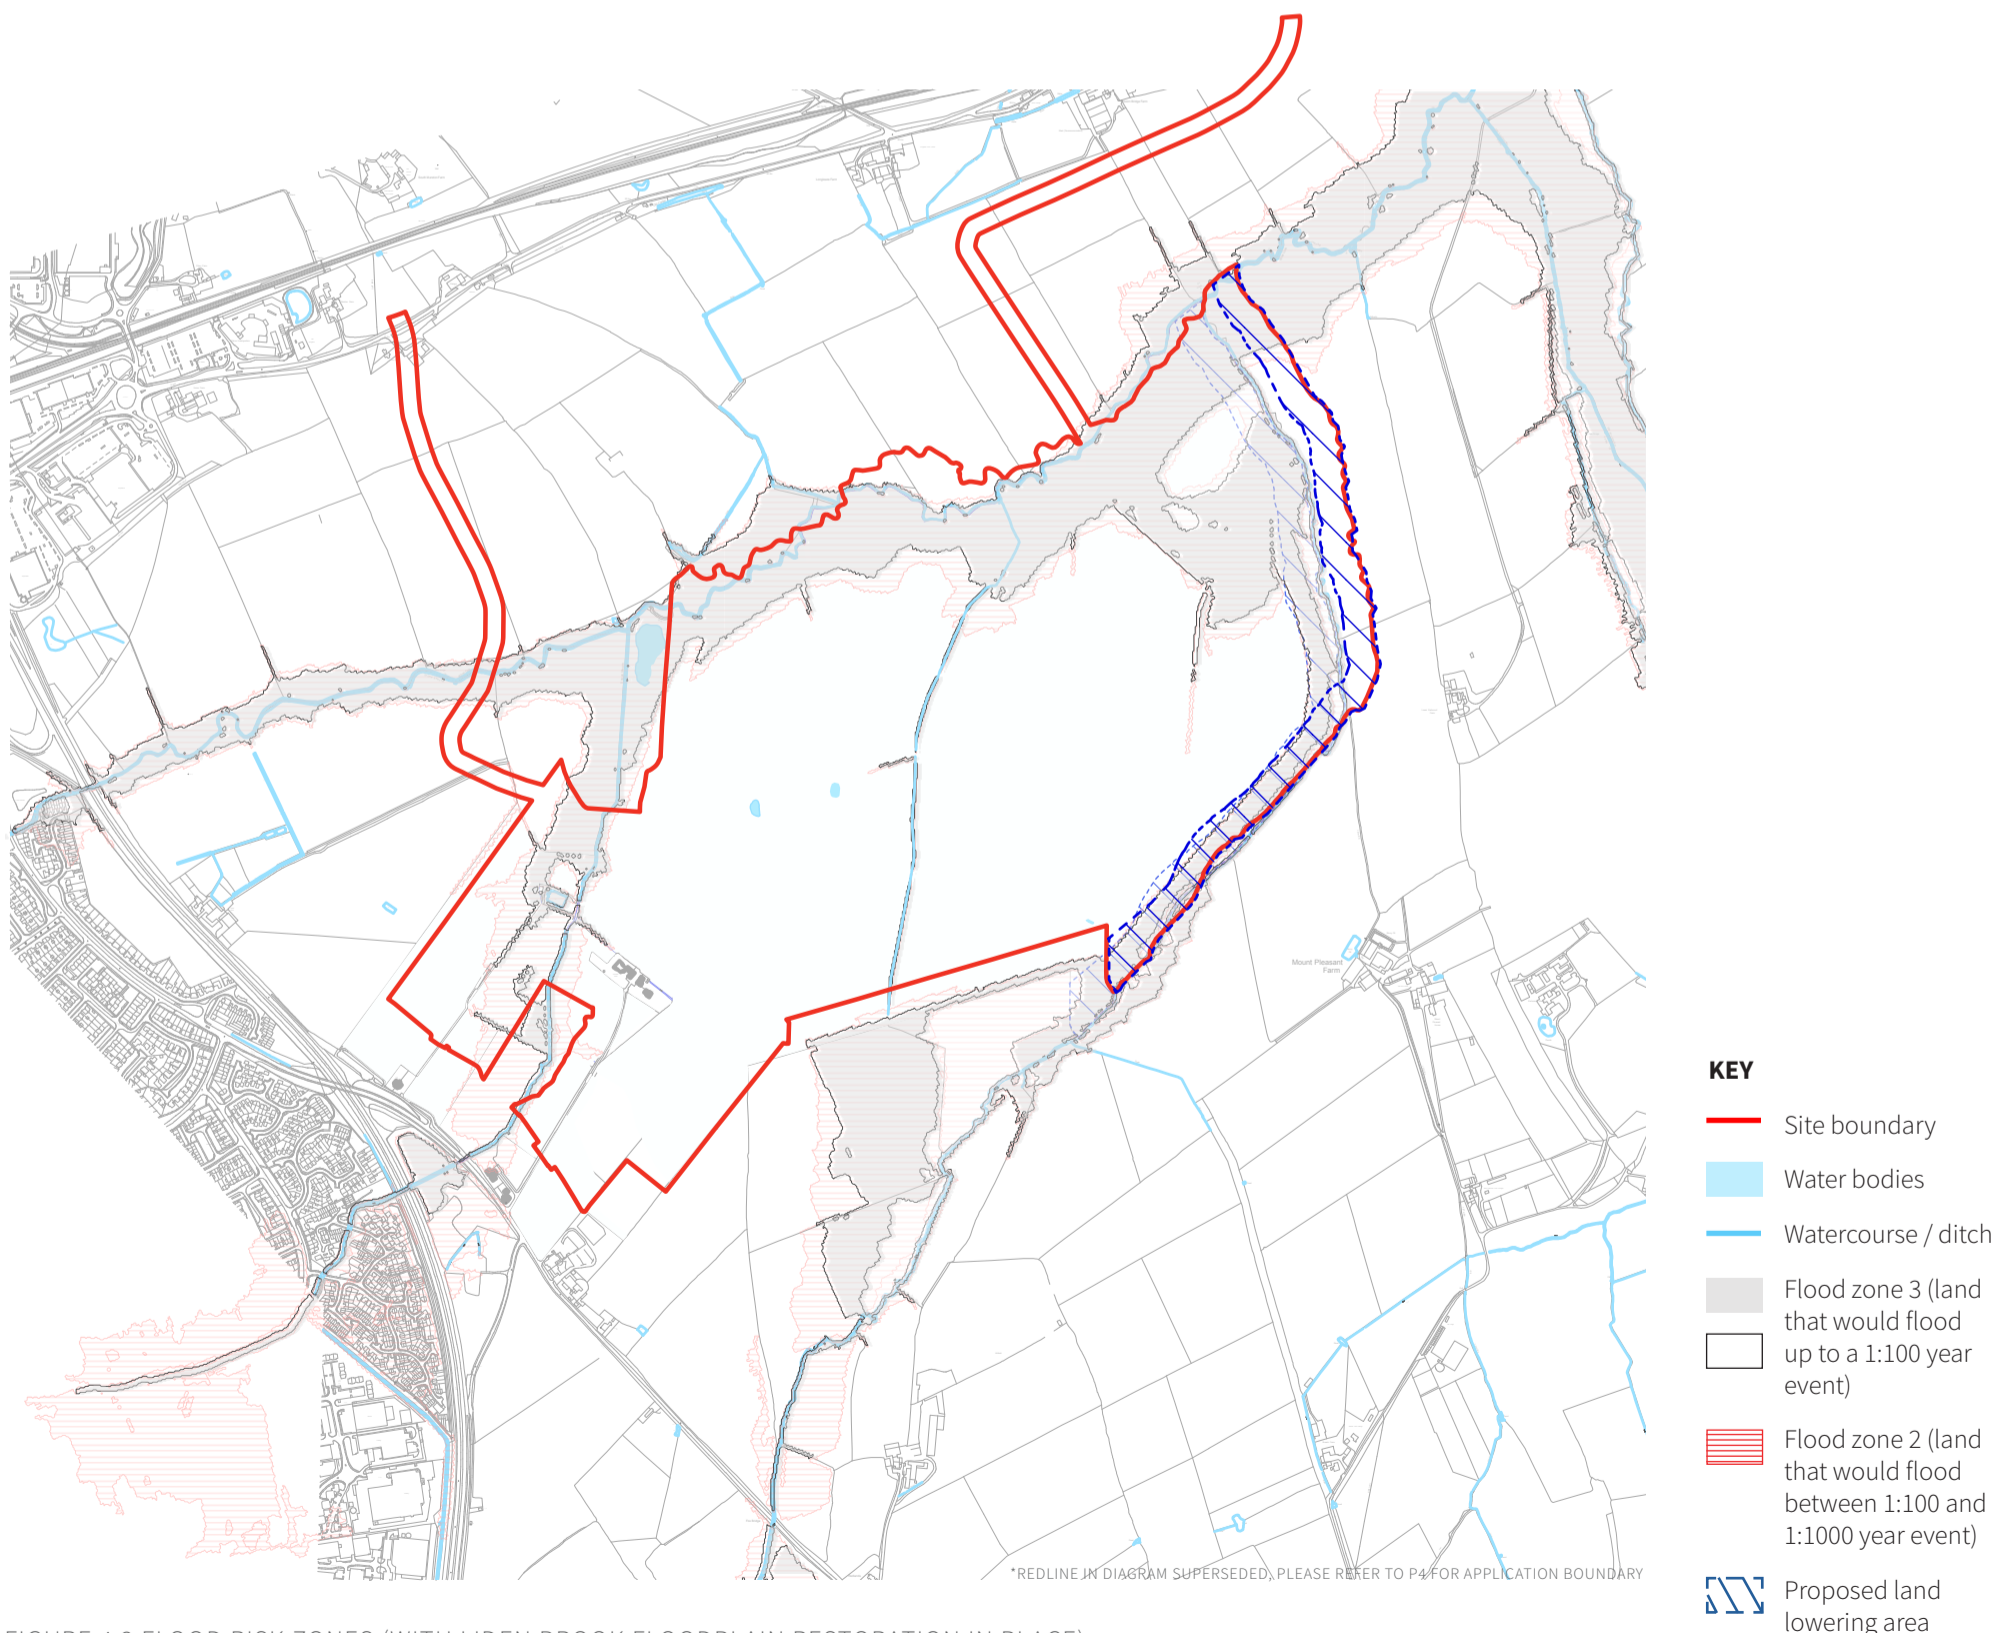 Mount Pleasant
Farm
KEY
Site boundary
Water bodies
Watercourse / ditch
Flood zone 3 (land
that would flood
up to a 1:100 year
event)
Flood zone 2 (land
that would flood
between 1:100 and
1:1000 year event)
Proposed land
lowering area
*REDLINE IN DIAGRAM SUPERSEDED, PLEASE REFER TO P4 FOR APPLICATION BOUNDARY